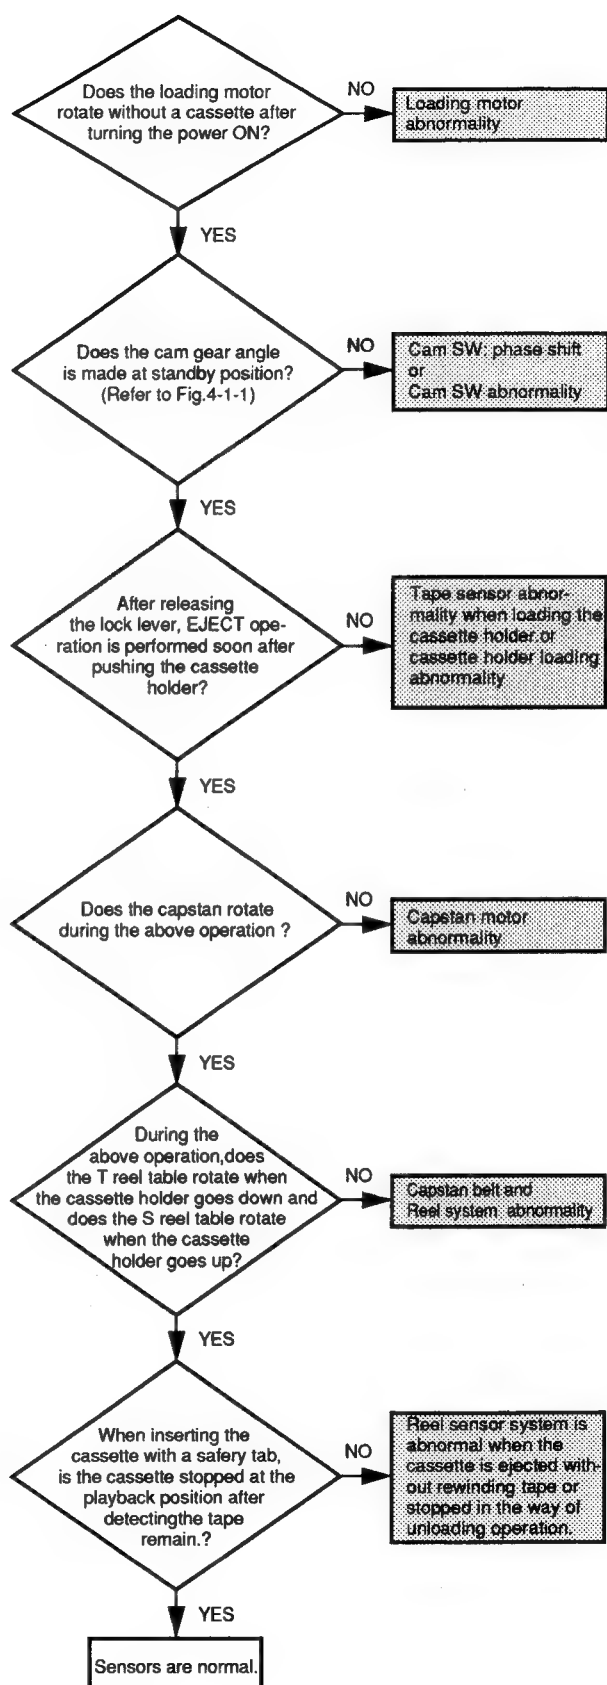 Does the loading motor
rotate without a cassette after
turning the power ON?
NO
Loading motor
abnormality
YES
Does the cam gear angle
is made at standby position?
(Refer to Fig.4-1-1)
NO
Cam SW: phase shift
or
Cam SW abnormality
YES
After releasing
the lock lever, EJECT ope-
ration is performed soon after
pushing the cassette
holder?
NO
Tape sensor abnor-
mality when loading the
cassette holder or
cassette holder loading
abnormality
YES
Does the capstan rotate
during the above operation ?
NO
Capstan motor
abnormality
YES
During the
above operation,does
the T reel table rotate when
the cassette holder goes down and
does the S reel table rotate
when the cassette
holder goes up?
NO
Capstan belt and
Reel system abnormality
YES
When inserting the
cassette with a safery tab,
is the cassette stopped at the
playback position after
detectingthe tape
remain.?
NO
Reel sensor system is
abnormal when the
cassette is ejected with-
out rewinding tape or
stopped in the way of
unloading operation.
YES
Sensors are normal.